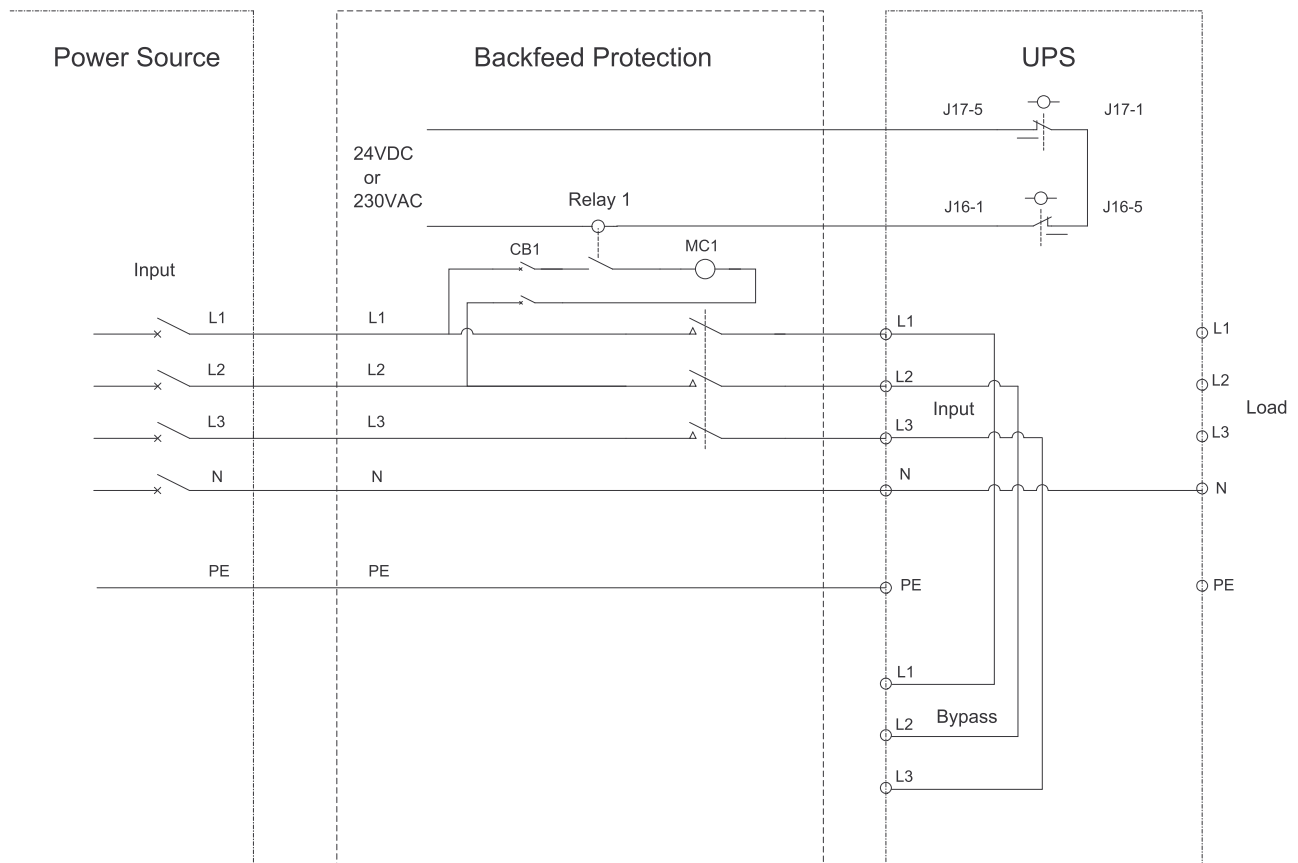 Power Source
Backfeed Protection
UPS
J17-5
J17-1
24VDC
or
230VAC
Relay 1
J16-1
J16-5
CB1
MC1
Input
L1
L1
L1
L1
L2
L2
L2
L2
Input
Load
L3
L3
L3
L3
N
N
N
N
PE
PE
PE
PE
L1
L2
Bypass
L3